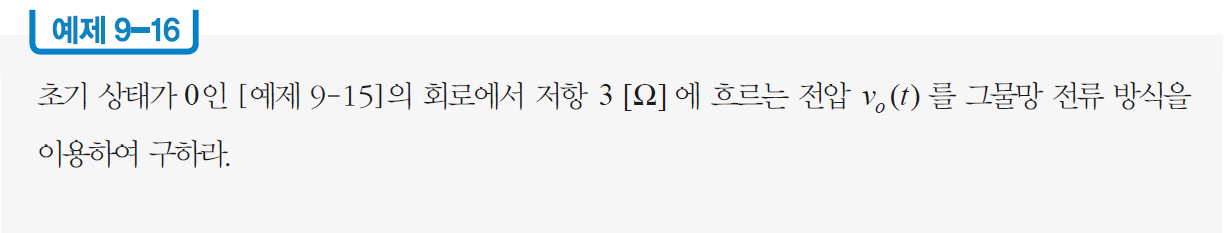 예제 9-16
초기 상태가 0인 [예제 9-15]의 회로에서 저항 3 [Ω] 에 흐르는 전압 vₒ(t) 를 그물망 전류 방식을
이용하여 구하라.